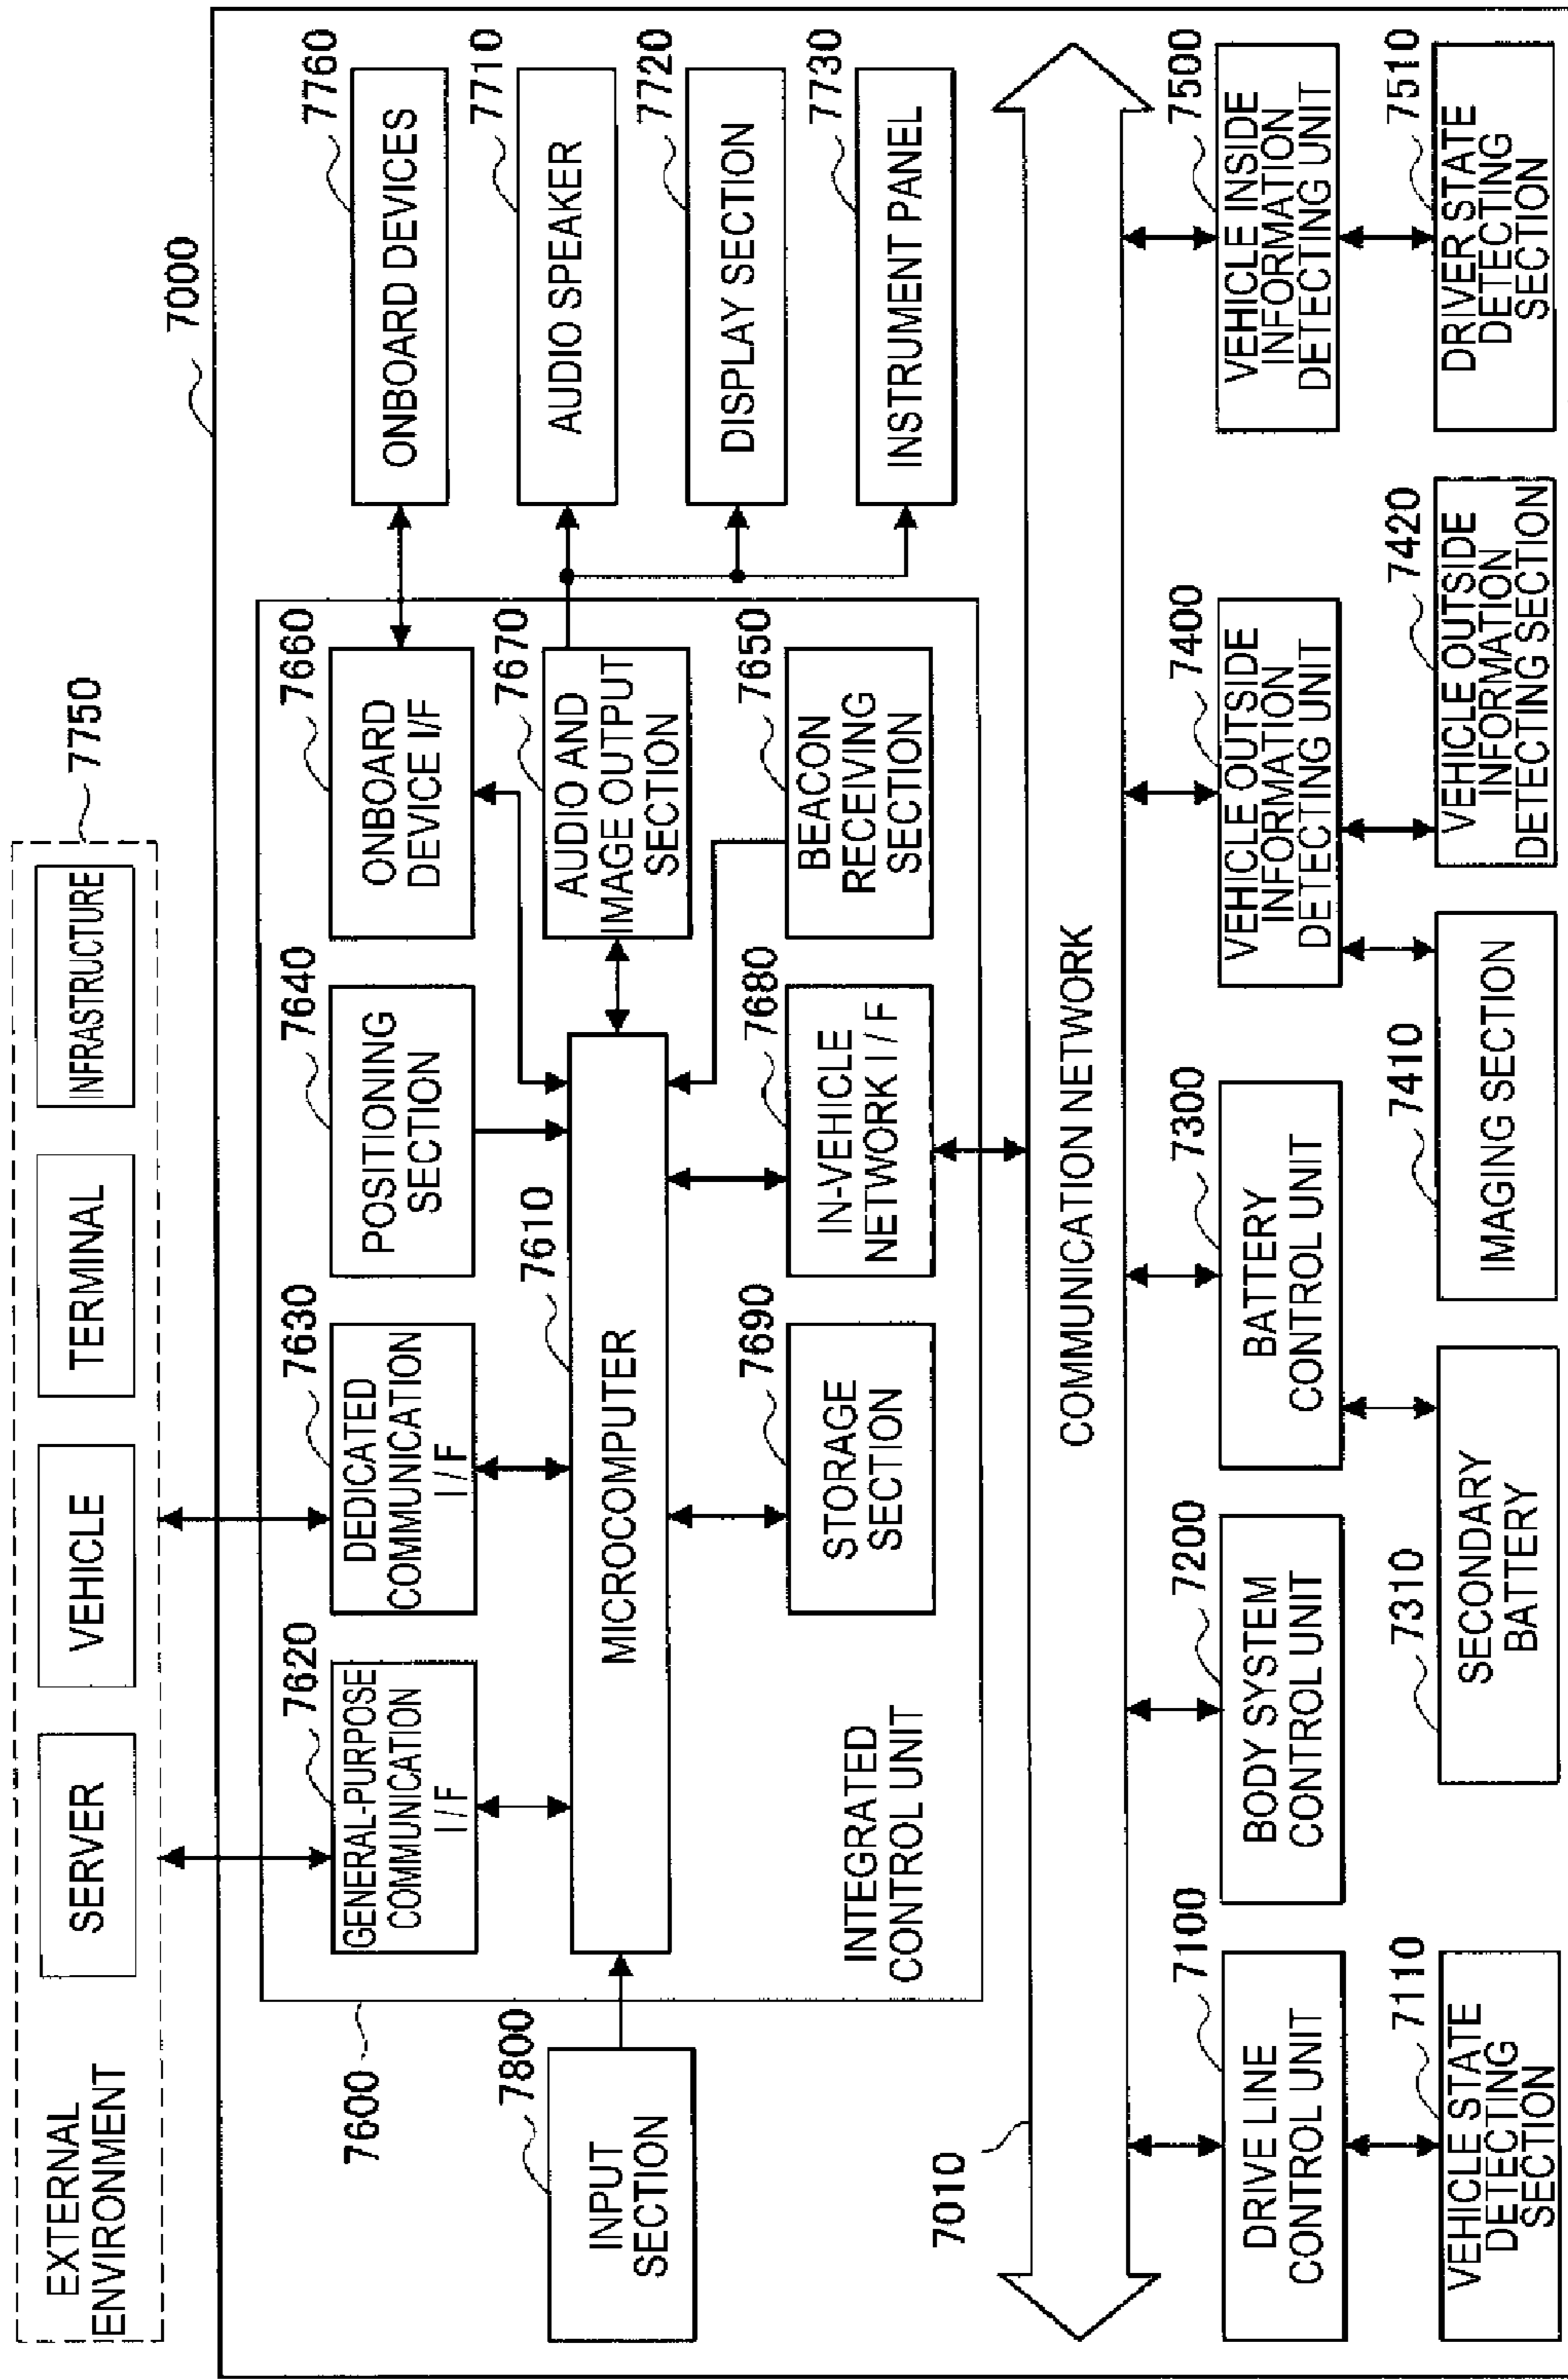 EXTERNAL
ENVIRONMENT
SERVER
VEHICLE
TERMINAL
INFRASTRUCTURE
7750
7000
7600
7800
INPUT
SECTION
7620
GENERAL-PURPOSE
COMMUNICATION
I/F
7630
DEDICATED
COMMUNICATION
I/F
7640
POSITIONING
SECTION
7660
ONBOARD
DEVICE I/F
7760
ONBOARD DEVICES
7610
MICROCOMPUTER
7670
AUDIO AND
IMAGE OUTPUT
SECTION
7710
AUDIO SPEAKER
7720
DISPLAY SECTION
7730
INSTRUMENT PANEL
INTEGRATED
CONTROL UNIT
7690
STORAGE
SECTION
7680
IN-VEHICLE
NETWORK I/F
7650
BEACON
RECEIVING
SECTION
7010
COMMUNICATION NETWORK
7100
DRIVE LINE
CONTROL UNIT
7200
BODY SYSTEM
CONTROL UNIT
7300
BATTERY
CONTROL UNIT
7400
VEHICLE OUTSIDE
INFORMATION
DETECTING UNIT
7500
VEHICLE INSIDE
INFORMATION
DETECTING UNIT
7110
VEHICLE STATE
DETECTING
SECTION
7310
SECONDARY
BATTERY
7410
IMAGING SECTION
7420
VEHICLE OUTSIDE
INFORMATION
DETECTING SECTION
7510
DRIVER STATE
DETECTING
SECTION